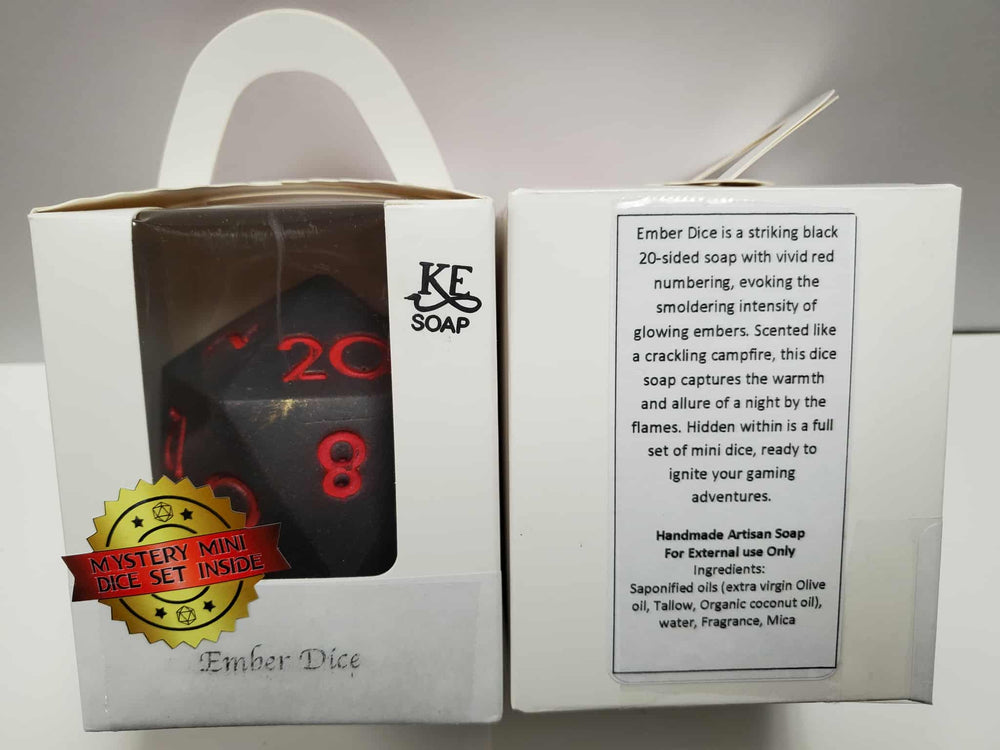 KE
SOAP
20
8
MYSTERY MINI
DICE SET INSIDE
Ember Dice
Ember Dice is a striking black
20-sided soap with vivid red
numbering, evoking the
smoldering intensity of
glowing embers. Scented like
a crackling campfire, this dice
soap captures the warmth
and allure of a night by the
flames. Hidden within is a full
set of mini dice, ready to
ignite your gaming
adventures.
Handmade Artisan Soap
For External use Only
Ingredients:
Saponified oils (extra virgin Olive
oil, Tallow, Organic coconut oil),
water, Fragrance, Mica